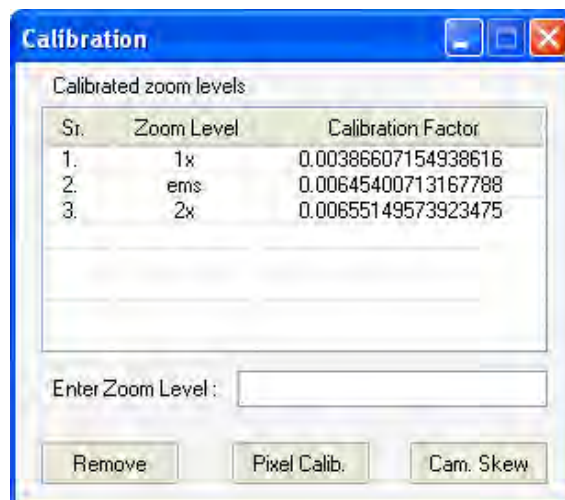 Calibration
Calibrated zoom levels
Sr. Zoom Level Calibration Factor
1. 1x 0.00386607154938616
2. ems 0.00645400713167788
3. 2x 0.00655149573923475
Enter Zoom Level :
Remove Pixel Calib. Cam. Skew